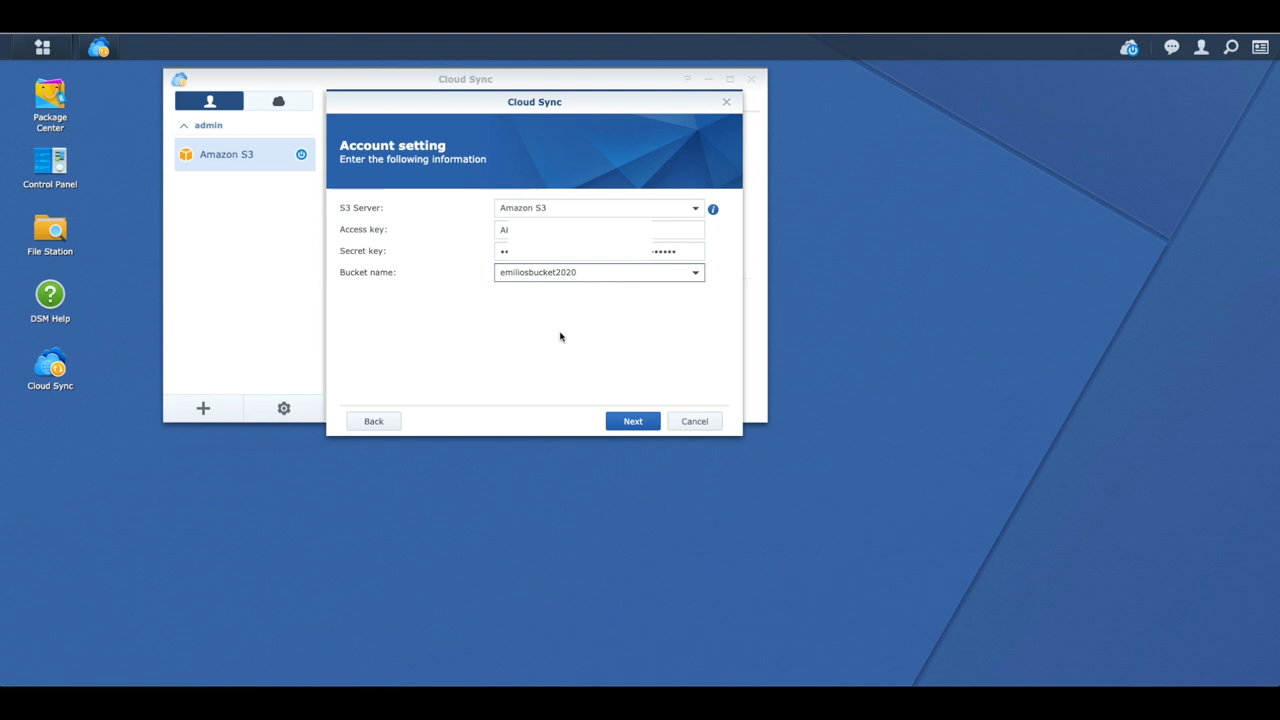 Cloud Sync
?
Package
Center
Control Panel
File Station
DSM Help
Cloud Sync
admin
Amazon S3
Cloud Sync
Account setting
Enter the following information
S3 Server:
Amazon S3
i
Access key:
Secret key:
••
••••••
Bucket name:
emiliosbucket2020
Back
Next
Cancel